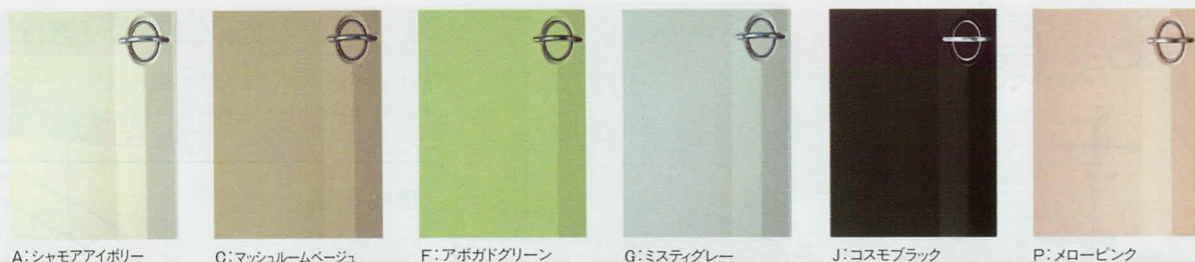 A:シャモアアイボリー
C:マッシュルームベージュ
F:アボガドグリーン
G:ミスティグレー
J:コスモブラック
P:メローピンク